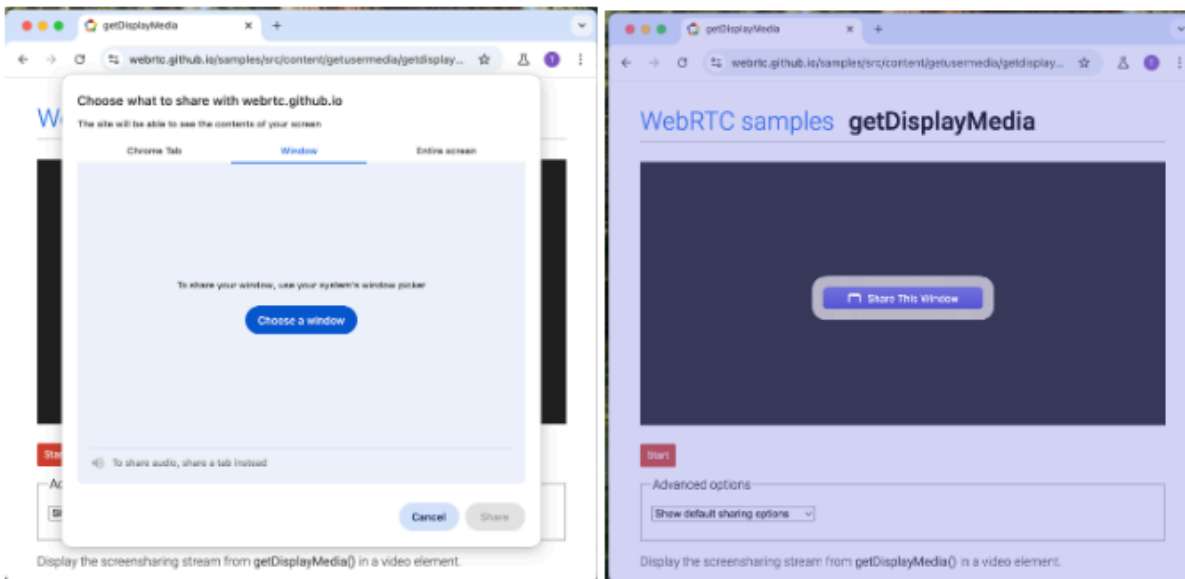 getDisplayMedia
webrtc.github.io/samples/src/content/getusermedia/getdisplay...
T
Choose what to share with webrtc.github.io
The site will be able to see the contents of your screen
Chrome Tab Window Entire screen
To share your window, use your system's window picker
Choose a window
To share audio, share a tab instead
Cancel Share
W
Sta
Ad
Display the screensharing stream from getDisplayMedia() in a video element.
getDisplayMedia
webrtc.github.io/samples/src/content/getusermedia/getdisplay...
T
WebRTC samples getDisplayMedia
Share This Window
Start
Advanced options
Show default sharing options
Display the screensharing stream from getDisplayMedia() in a video element.